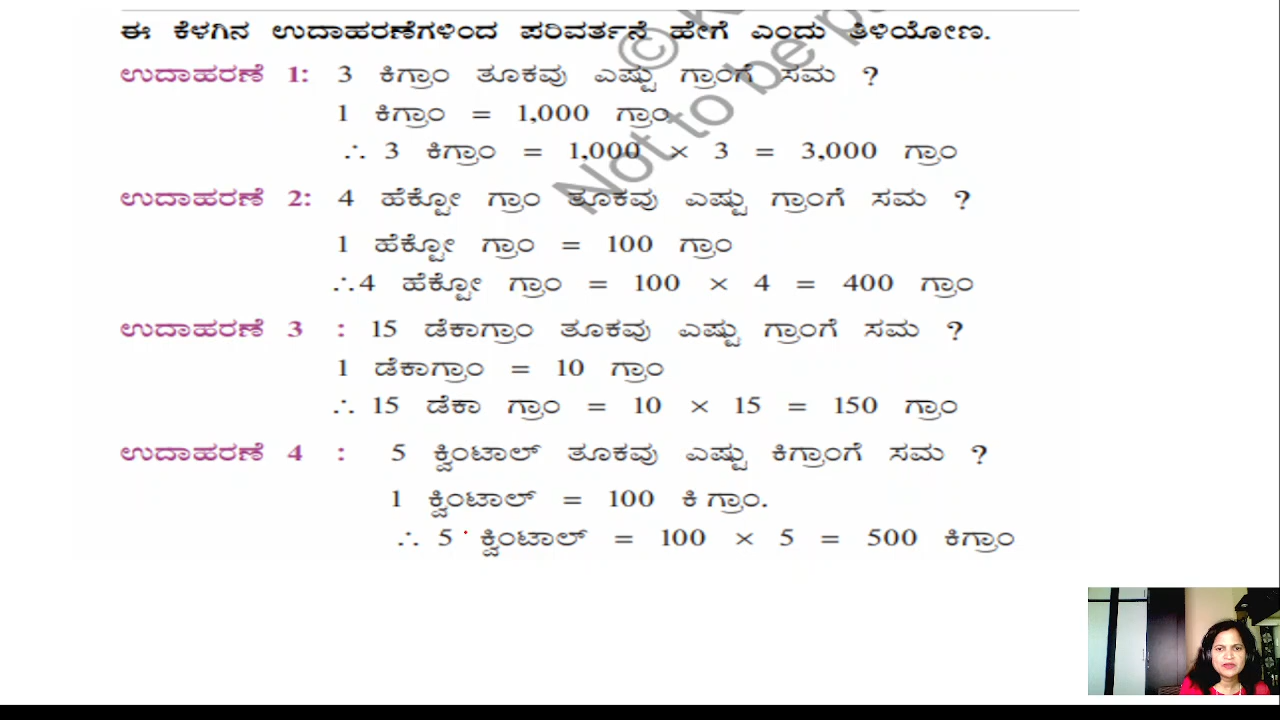 ಈ ಕೆಳಗಿನ ಉದಾಹರಣೆಗಳಿಂದ ಪರಿವರ್ತನೆ ಹೇಗೆ ಎಂದು ತಿಳಿಯೋಣ.
ಉದಾಹರಣೆ 1: 3 ಕಿಗ್ರಾಂ ತೂಕವು ಎಷ್ಟು ಗ್ರಾಂಗೆ ಸಮ ?
1 ಕಿಗ್ರಾಂ = 1,000 ಗ್ರಾಂ
∴ 3 ಕಿಗ್ರಾಂ = 1,000 × 3 = 3,000 ಗ್ರಾಂ
ಉದಾಹರಣೆ 2: 4 ಹೆಕ್ಟೋ ಗ್ರಾಂ ತೂಕವು ಎಷ್ಟು ಗ್ರಾಂಗೆ ಸಮ ?
1 ಹೆಕ್ಟೋ ಗ್ರಾಂ = 100 ಗ್ರಾಂ
∴4 ಹೆಕ್ಟೋ ಗ್ರಾಂ = 100 × 4 = 400 ಗ್ರಾಂ
ಉದಾಹರಣೆ 3 : 15 ಡೆಕಾಗ್ರಾಂ ತೂಕವು ಎಷ್ಟು ಗ್ರಾಂಗೆ ಸಮ ?
1 ಡೆಕಾಗ್ರಾಂ = 10 ಗ್ರಾಂ
∴ 15 ಡೆಕಾ ಗ್ರಾಂ = 10 × 15 = 150 ಗ್ರಾಂ
ಉದಾಹರಣೆ 4 : 5 ಕ್ವಿಂಟಾಲ್ ತೂಕವು ಎಷ್ಟು ಕಿಗ್ರಾಂಗೆ ಸಮ ?
1 ಕ್ವಿಂಟಾಲ್ = 100 ಕಿ ಗ್ರಾಂ.
∴ 5 ಕ್ವಿಂಟಾಲ್ = 100 × 5 = 500 ಕಿಗ್ರಾಂ
©
Not to be